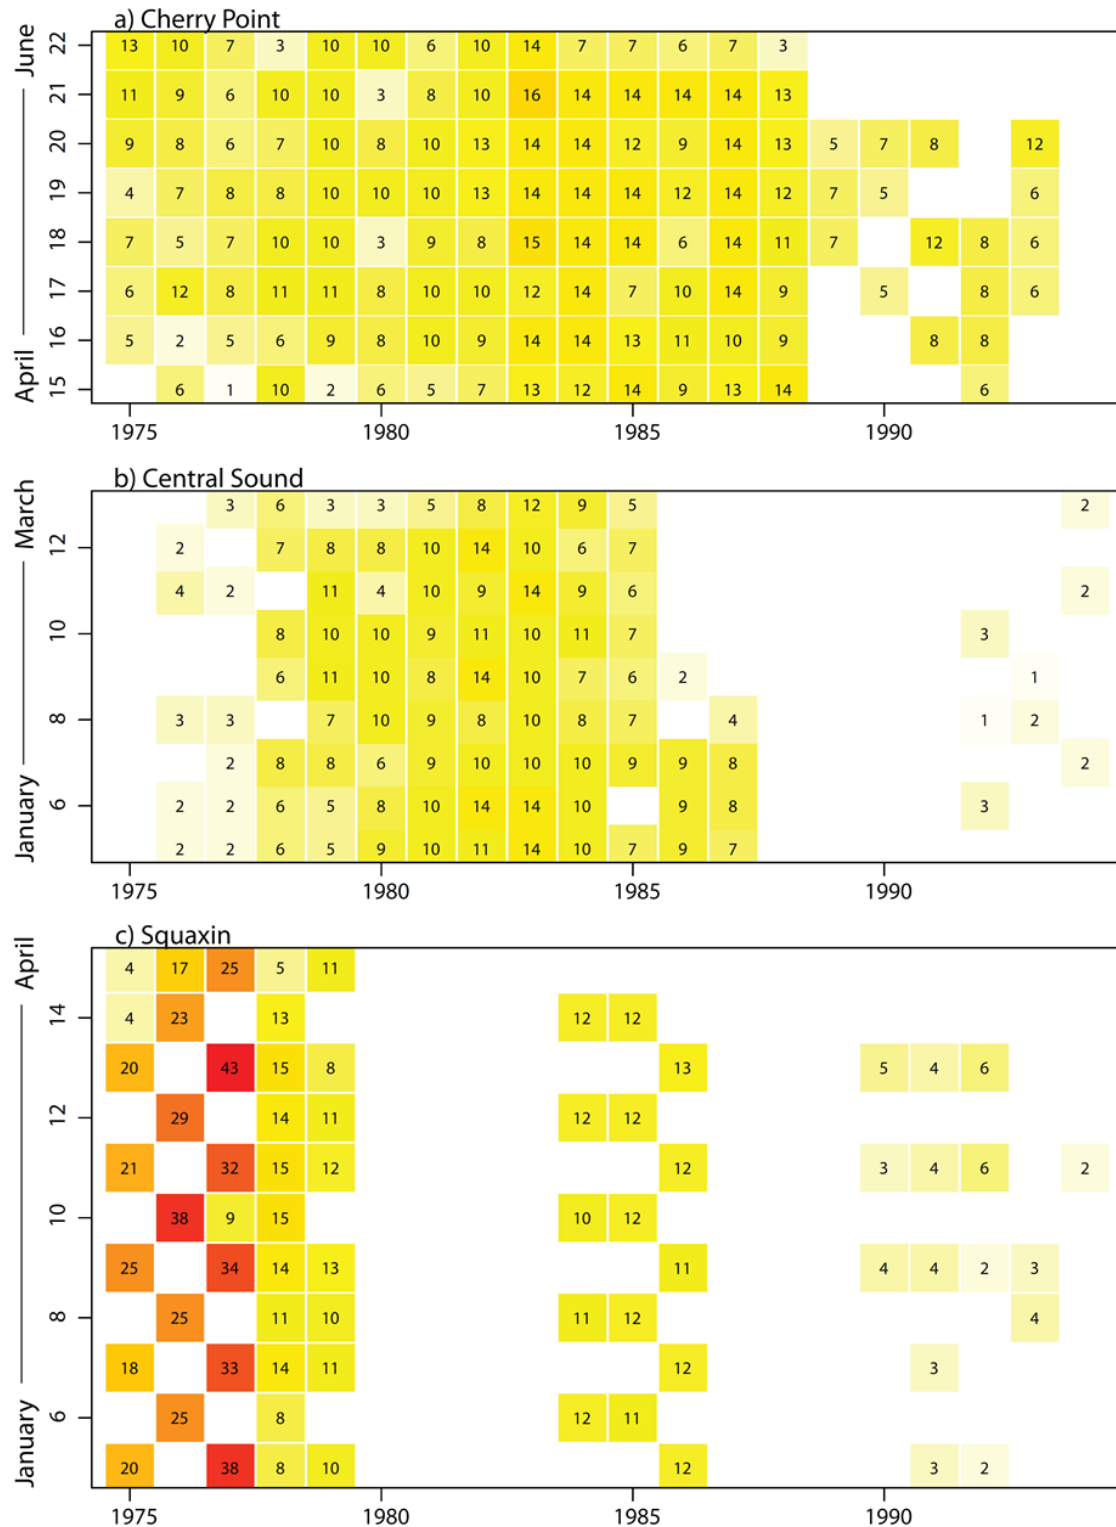 a) Cherry Point
June
22 13 10 7 3 10 10 6 10 14 7 7 6 7 3
21 11 9 6 10 10 3 8 10 16 14 14 14 14 13
20 9 8 6 7 10 8 10 13 14 14 12 9 14 13 5 7 8 12
19 4 7 8 8 10 10 10 13 14 14 14 12 14 12 7 5 6
18 7 5 7 10 10 3 9 8 15 14 14 6 14 11 7 12 8 6
17 6 12 8 11 11 8 10 10 12 14 7 10 14 9 5 8 6
16 5 2 5 6 9 8 10 9 14 14 13 11 10 9 8 8
15 6 1 10 2 6 5 7 13 12 14 9 13 14 6
April
1975 1980 1985 1990
b) Central Sound
March
3 6 3 3 5 8 12 9 5 2
12 2 7 8 8 10 14 10 6 7
4 2 11 4 10 9 14 9 6 2
10 8 10 10 9 11 10 11 7 3
6 11 10 8 14 10 7 6 2 1
8 3 3 7 10 9 8 10 8 7 4 1 2
2 8 8 6 9 10 10 10 9 9 8 2
6 2 2 6 5 8 10 14 14 10 9 8 3
2 2 6 5 9 10 11 14 10 7 9 7
January
1975 1980 1985 1990
c) Squaxin
April
4 17 25 5 11
14 4 23 13 12 12
20 43 15 8 13 5 4 6
12 29 14 11 12 12
21 32 15 12 12 3 4 6 2
10 38 9 15 10 12
25 34 14 13 11 4 4 2 3
8 25 11 10 11 12 4
18 33 14 11 12 3
6 25 8 12 11
20 38 8 10 12 3 2
January
1975 1980 1985 1990